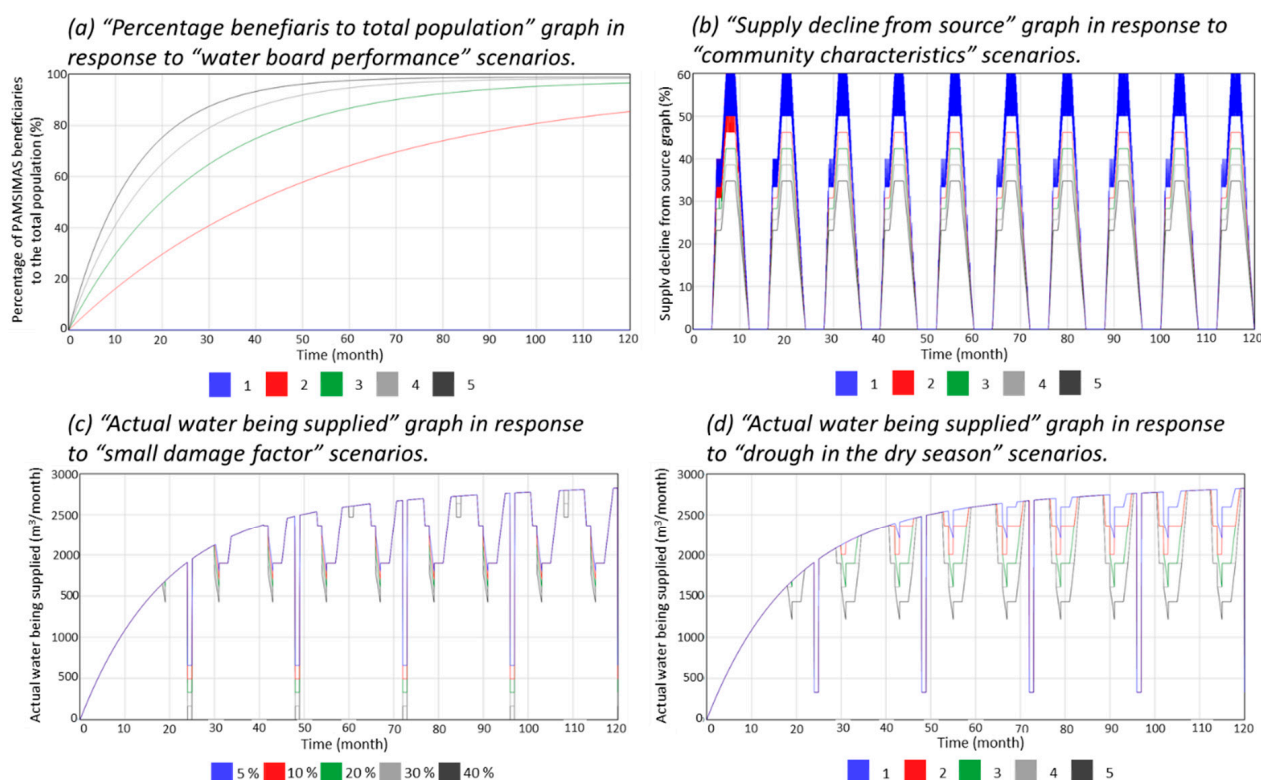 (a) “Percentage benefiaris to total population” graph in
response to “water board performance” scenarios.
Percentage of PAMSIMAS beneficiaries
to the total population (%)
100
80
60
40
20
0
0 10 20 30 40 50 60 70 80 90 100 110 120
Time (month)
1 2 3 4 5
(b) “Supply decline from source” graph in response to
“community characteristics” scenarios.
Supply decline from source graph (%)
60
50
40
30
20
10
0
0 10 20 30 40 50 60 70 80 90 100 110 120
Time (month)
1 2 3 4 5
(c) “Actual water being supplied” graph in response
to “small damage factor” scenarios.
Actual water being supplied (m³/month)
3000
2500
2000
500
1000
500
0
0 10 20 30 40 50 60 70 80 90 100 110 120
Time (month)
5 % 10 % 20 % 30 % 40 %
(d) “Actual water being supplied” graph in response
to “drough in the dry season” scenarios.
Actual water being supplied (m³/month)
3000
2500
2000
1500
1000
500
0
0 10 20 30 40 50 60 70 80 90 100 110 120
Time (month)
1 2 3 4 5